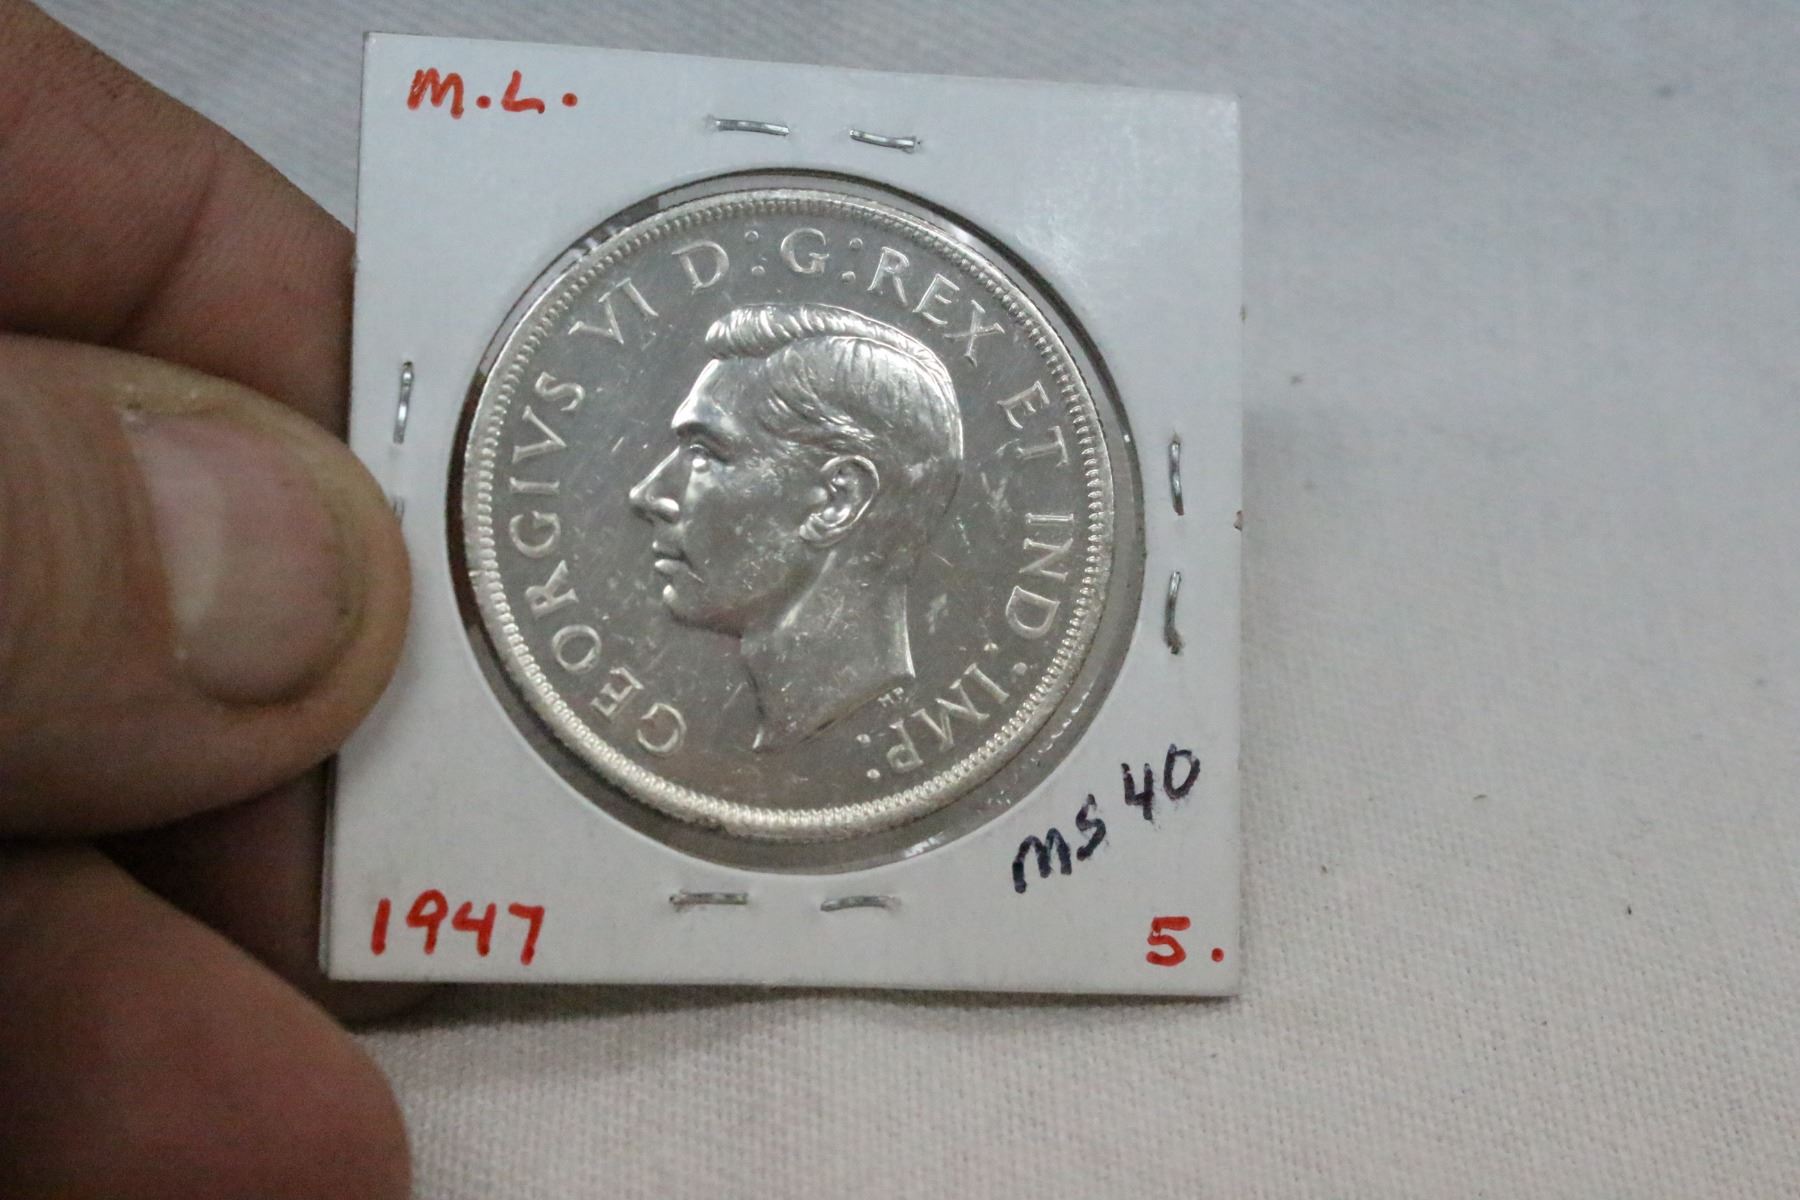 M.L.
GEORGIVS VI D:G:REX ET IND:IMP:
HP
MS 40
1947
5.